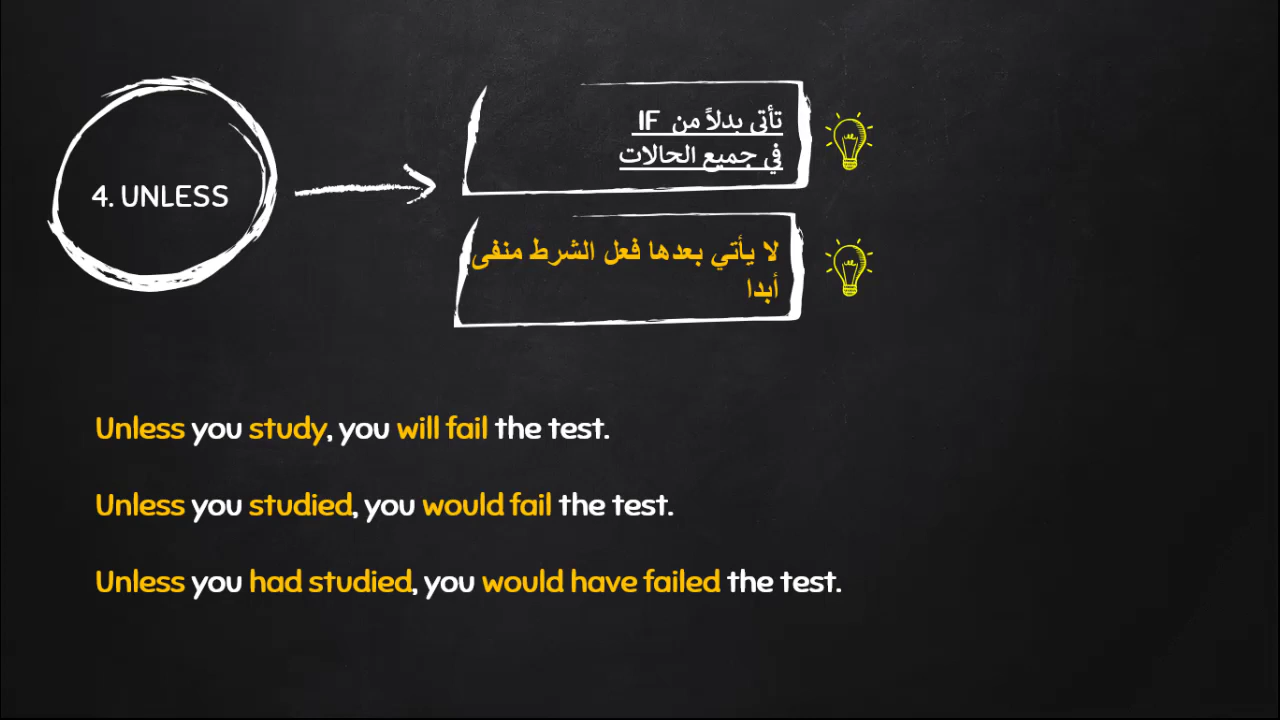 4. UNLESS
تأتي بدلاً من IF
في جميع الحالات
لا يأتي بعدها فعل الشرط منفى
أبدا
Unless you study, you will fail the test.
Unless you studied, you would fail the test.
Unless you had studied, you would have failed the test.